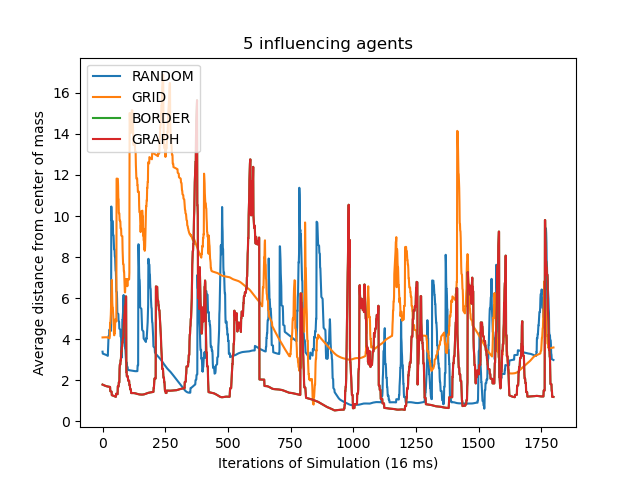 5 influencing agents
RANDOM
GRID
BORDER
GRAPH
Average distance from center of mass
16
14
12
10
8
6
4
2
0
0 250 500 750 1000 1250 1500 1750
Iterations of Simulation (16 ms)